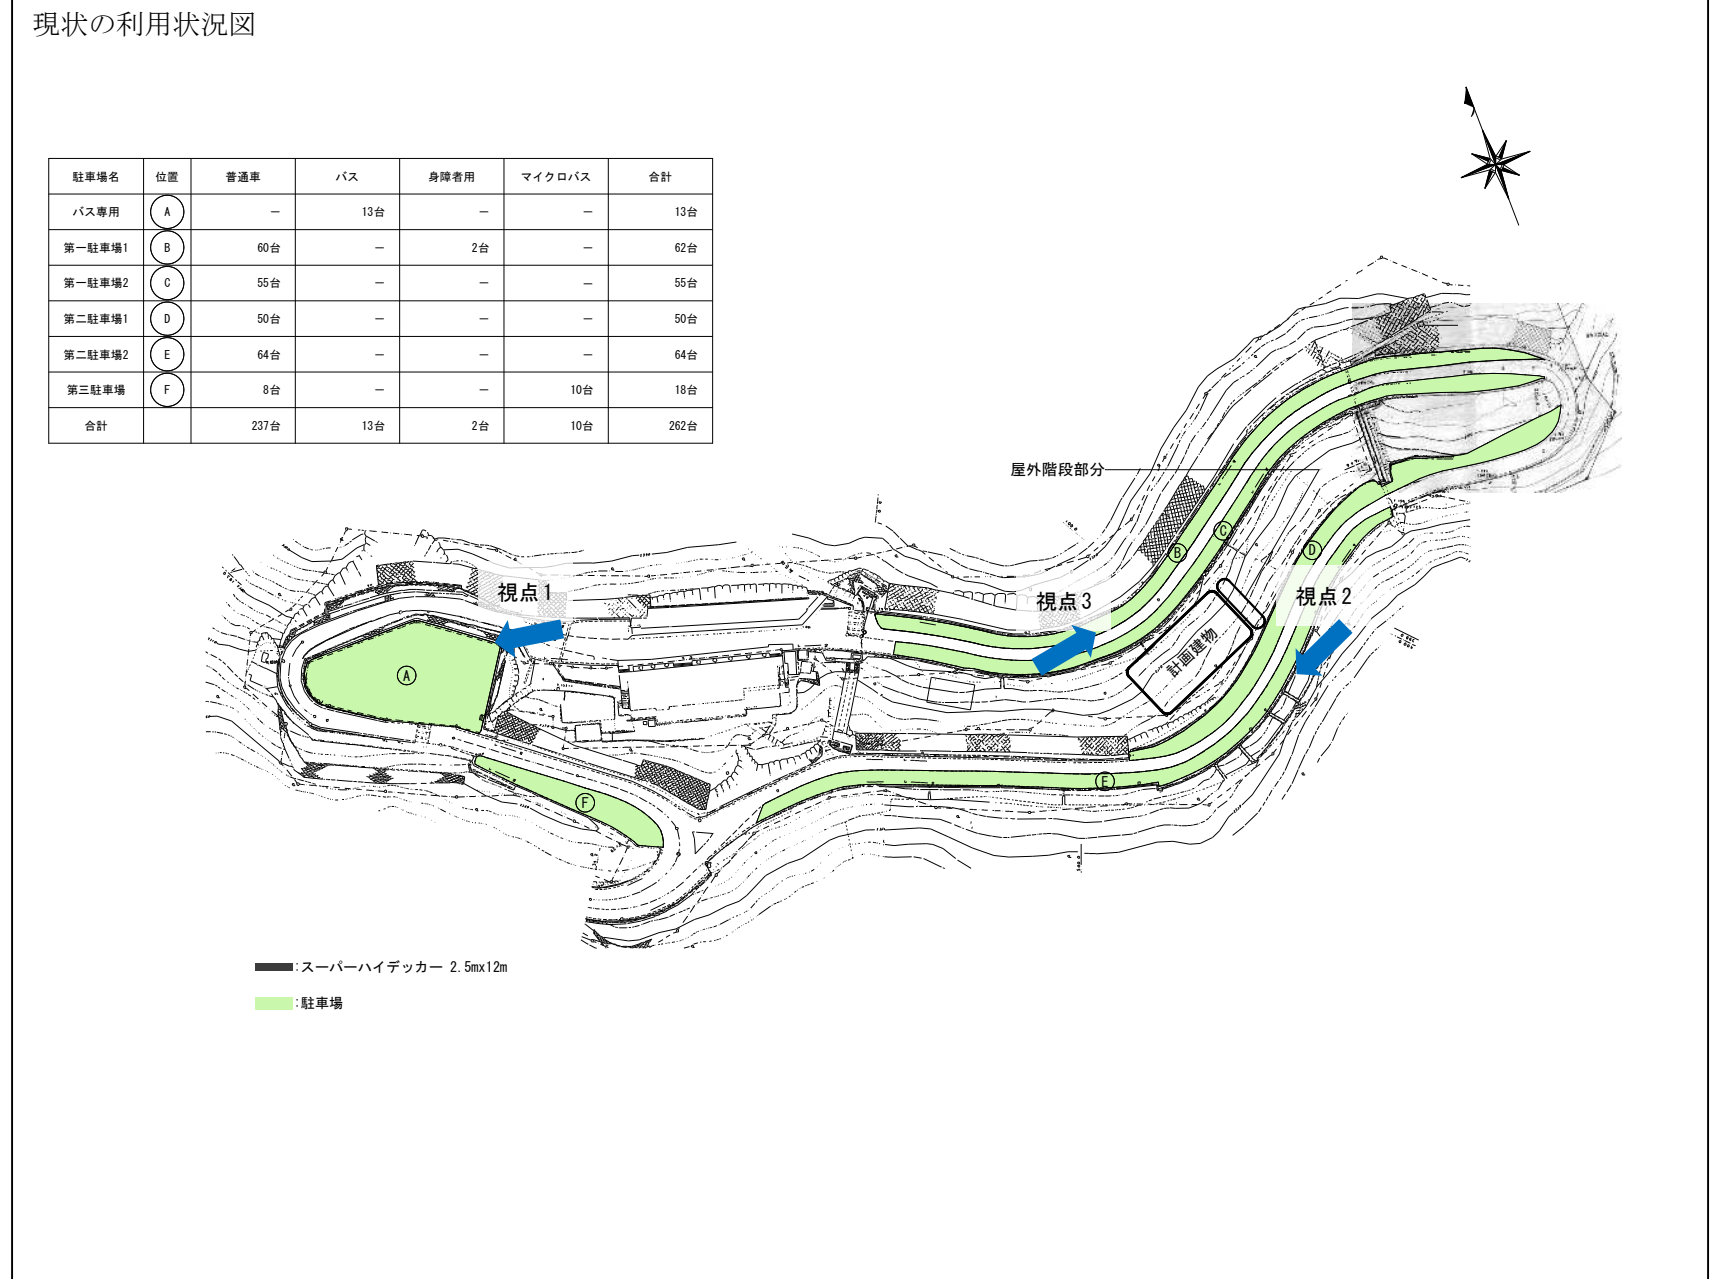 現状の利用状況図
駐車場名 位置 普通車 バス 身障者用 マイクロバス 合計
バス専用 A － 13台 － － 13台
第一駐車場1 B 60台 － 2台 － 62台
第一駐車場2 C 55台 － － － 55台
第二駐車場1 D 50台 － － － 50台
第二駐車場2 E 64台 － － － 64台
第三駐車場 F 8台 － － 10台 18台
合計 237台 13台 2台 10台 262台
屋外階段部分
B
C
D
視点1
視点3
視点2
計画建物
A
E
F
:スーパーハイデッカー 2.5mx12m
:駐車場